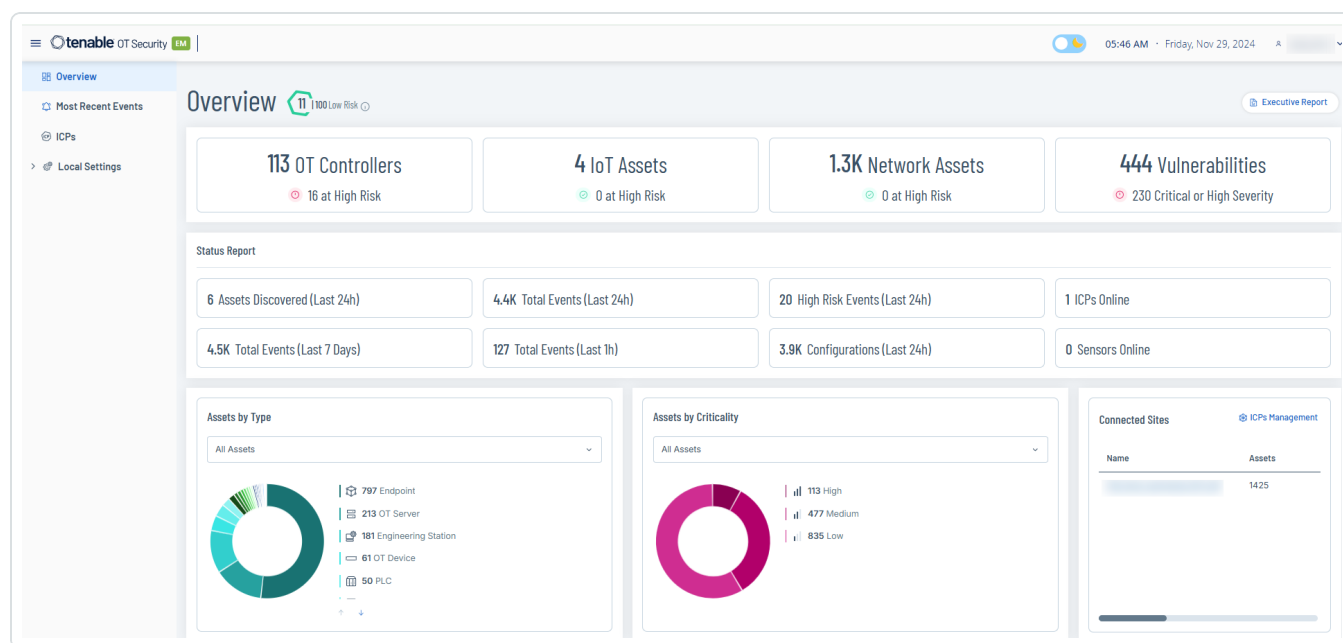 tenable OT Security EM
05:46 AM · Friday, Nov 29, 2024
Overview
Most Recent Events
ICPs
Local Settings
Overview 11 | 100 Low Risk
Executive Report
113 OT Controllers
16 at High Risk
4 IoT Assets
0 at High Risk
1.3K Network Assets
0 at High Risk
444 Vulnerabilities
230 Critical or High Severity
Status Report
6 Assets Discovered (Last 24h)
4.4K Total Events (Last 24h)
20 High Risk Events (Last 24h)
1 ICPs Online
4.5K Total Events (Last 7 Days)
127 Total Events (Last 1h)
3.9K Configurations (Last 24h)
0 Sensors Online
Assets by Type
All Assets
797 Endpoint
213 OT Server
181 Engineering Station
61 OT Device
50 PLC
Assets by Criticality
All Assets
113 High
477 Medium
835 Low
Connected Sites
ICPs Management
Name Assets
1425